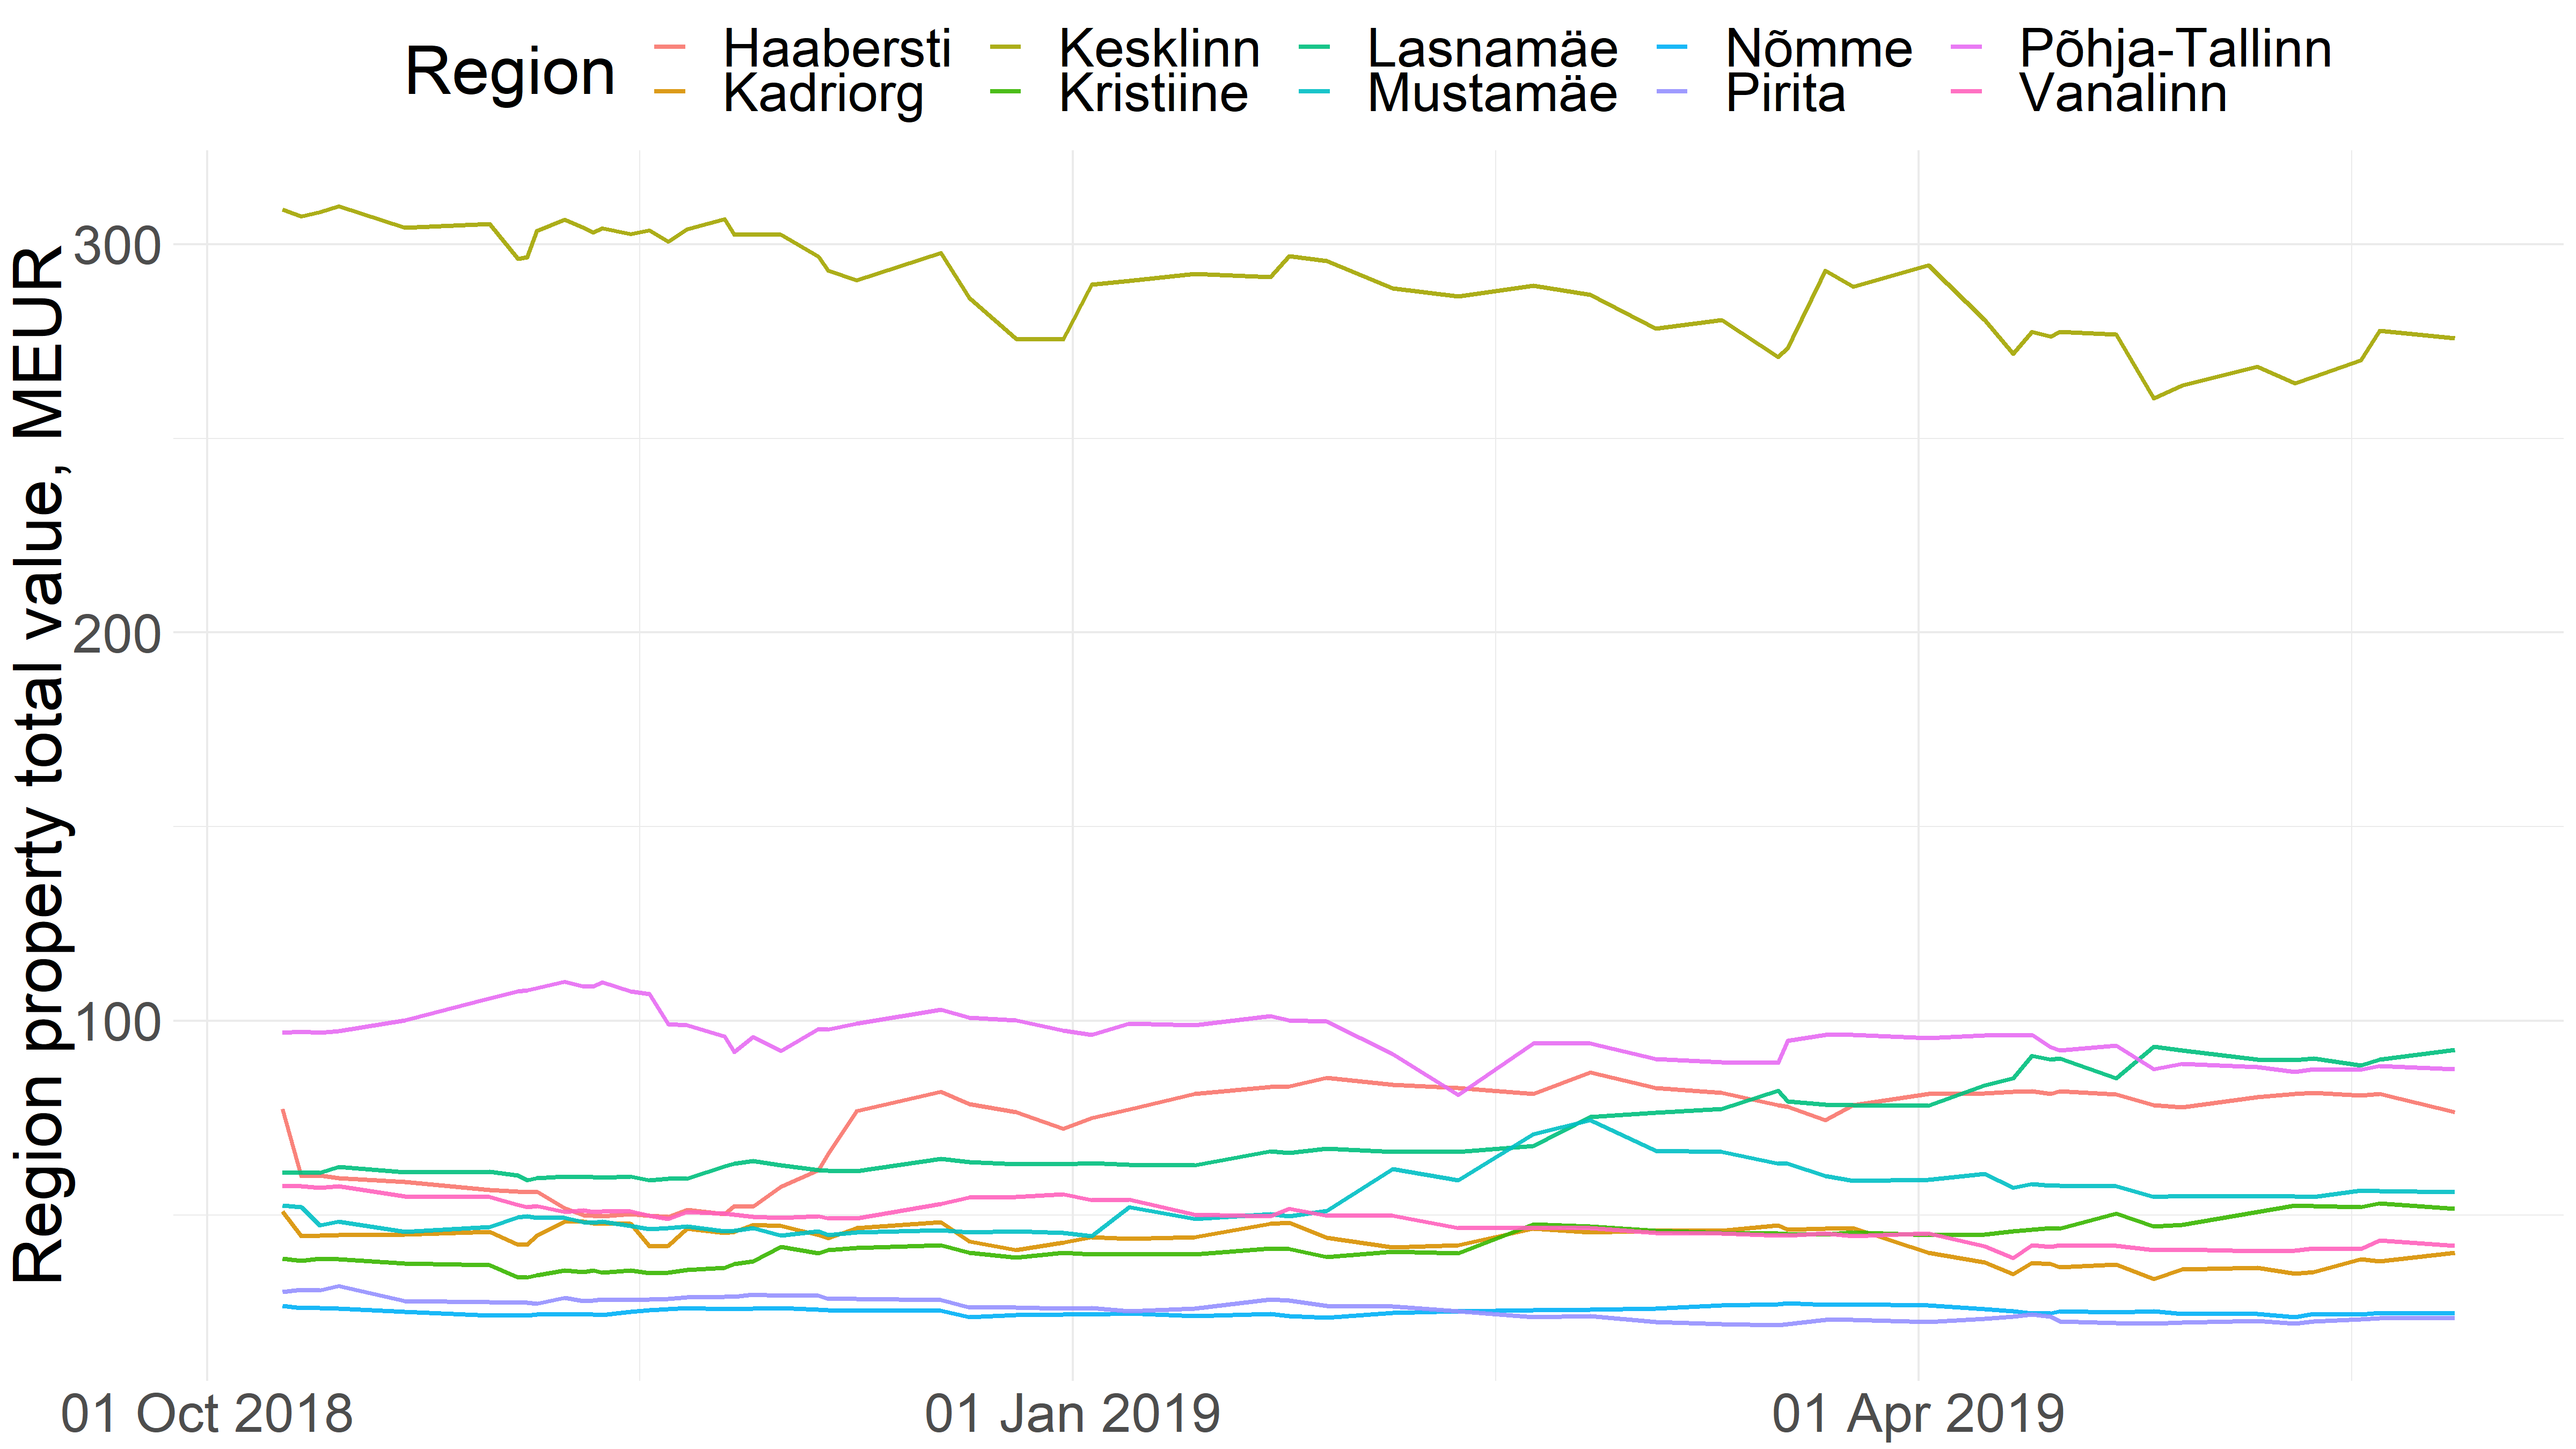 Region
Haabersti Kesklinn Lasnamäe Nõmme Põhja-Tallinn
Kadriorg Kristiine Mustamäe Pirita Vanalinn
Region property total value, MEUR
300
200
100
01 Oct 2018 01 Jan 2019 01 Apr 2019